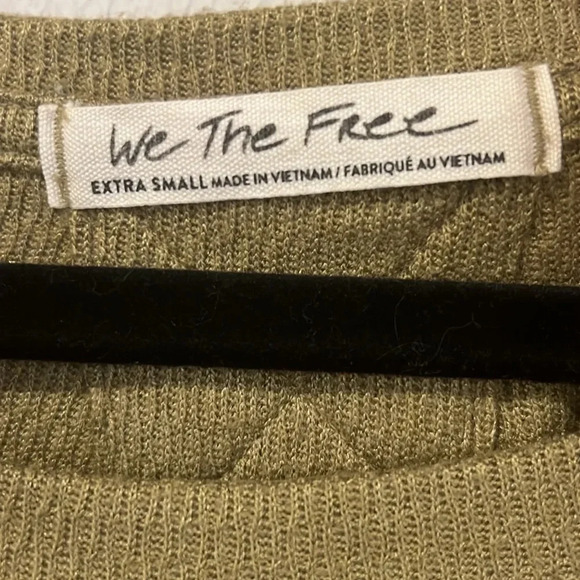 We The Free
EXTRA SMALL MADE IN VIETNAM / FABRIQUÉ AU VIETNAM